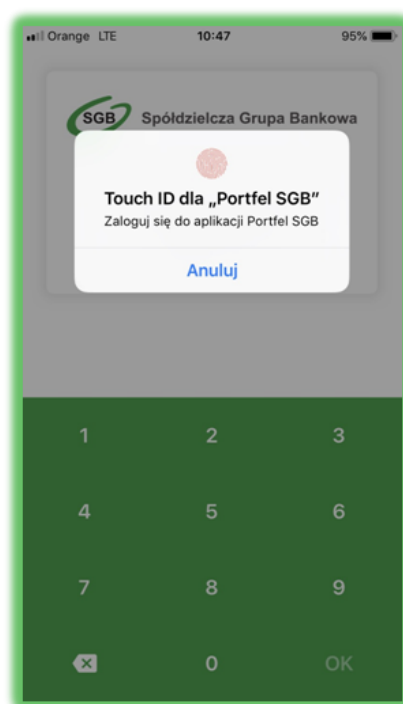 Orange LTE 10:47 95%
SGB Spółdzielcza Grupa Bankowa
Touch ID dla „Portfel SGB”
Zaloguj się do aplikacji Portfel SGB
Anuluj
1 2 3
4 5 6
7 8 9
0 OK